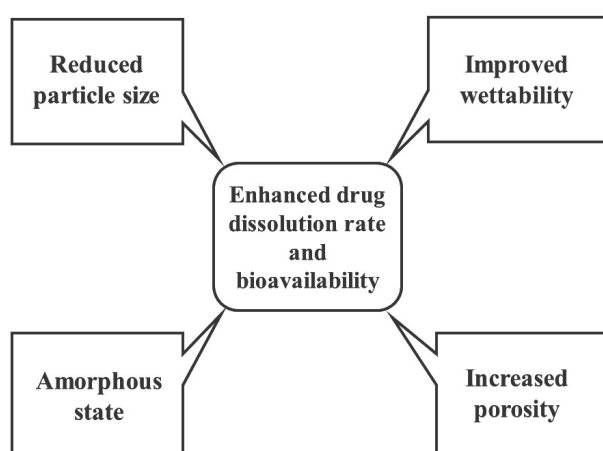 Reduced
particle size
Improved
wettability
Enhanced drug
dissolution rate
and
bioavailability
Amorphous
state
Increased
porosity